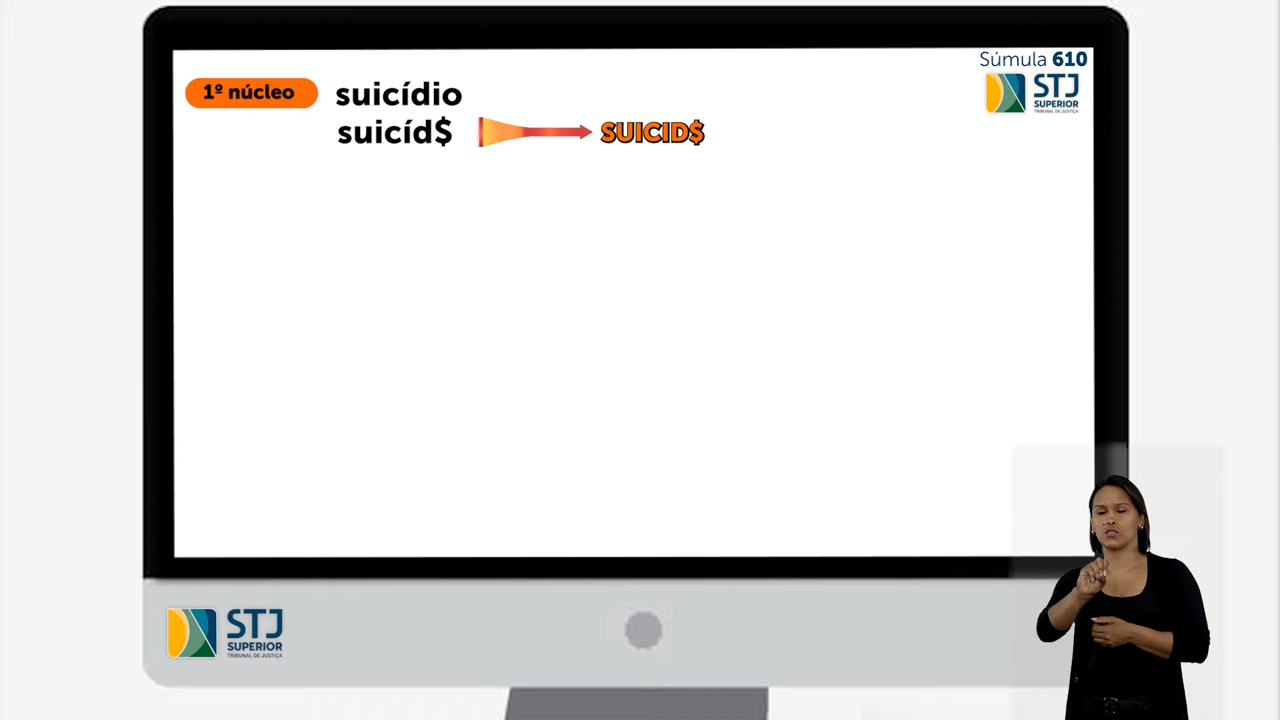 Súmula 610
STJ
SUPERIOR
TRIBUNAL DE JUSTIÇA
1º núcleo
suicídio
suicíd$
SUICID$
STJ
SUPERIOR
TRIBUNAL DE JUSTIÇA